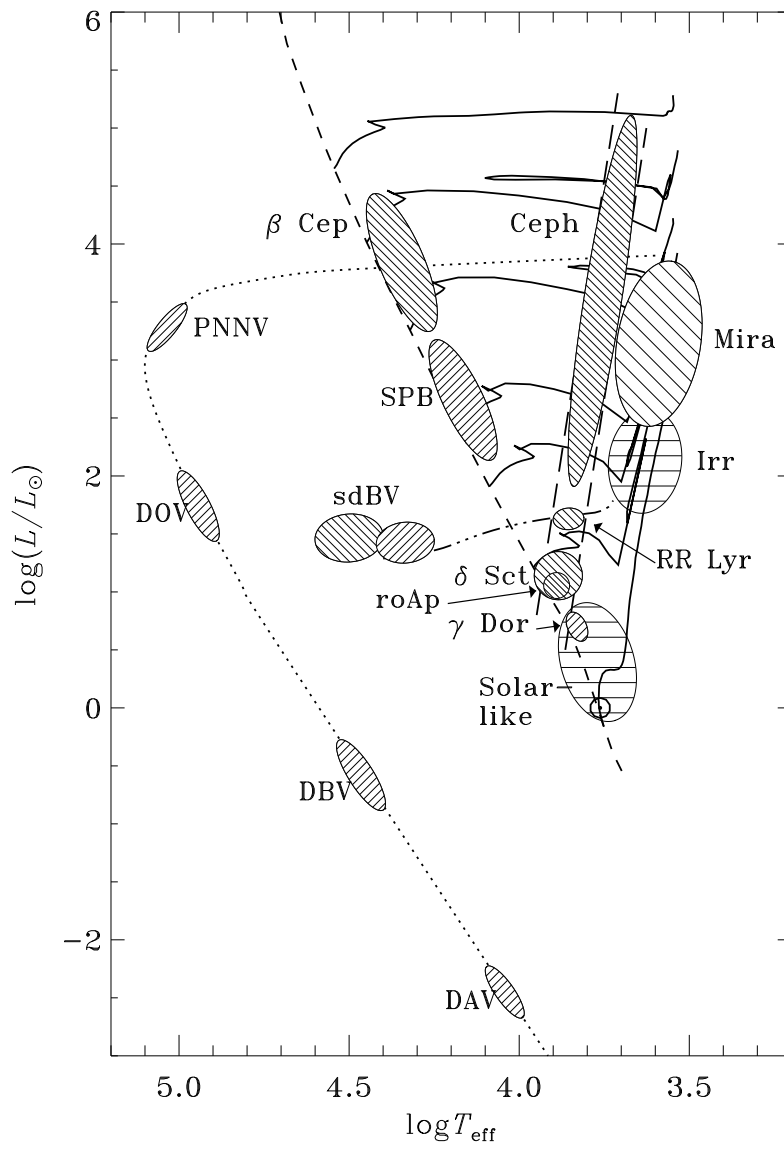 6
β Cep
Ceph
4
PNNV
Mira
SPB
Irr
2
sdBV
DOV
RR Lyr
δ Sct
roAp
γ Dor
Solar—
like
0
DBV
−2
DAV
5.0 4.5 4.0 3.5
log T_eff
log(L/L⊙)